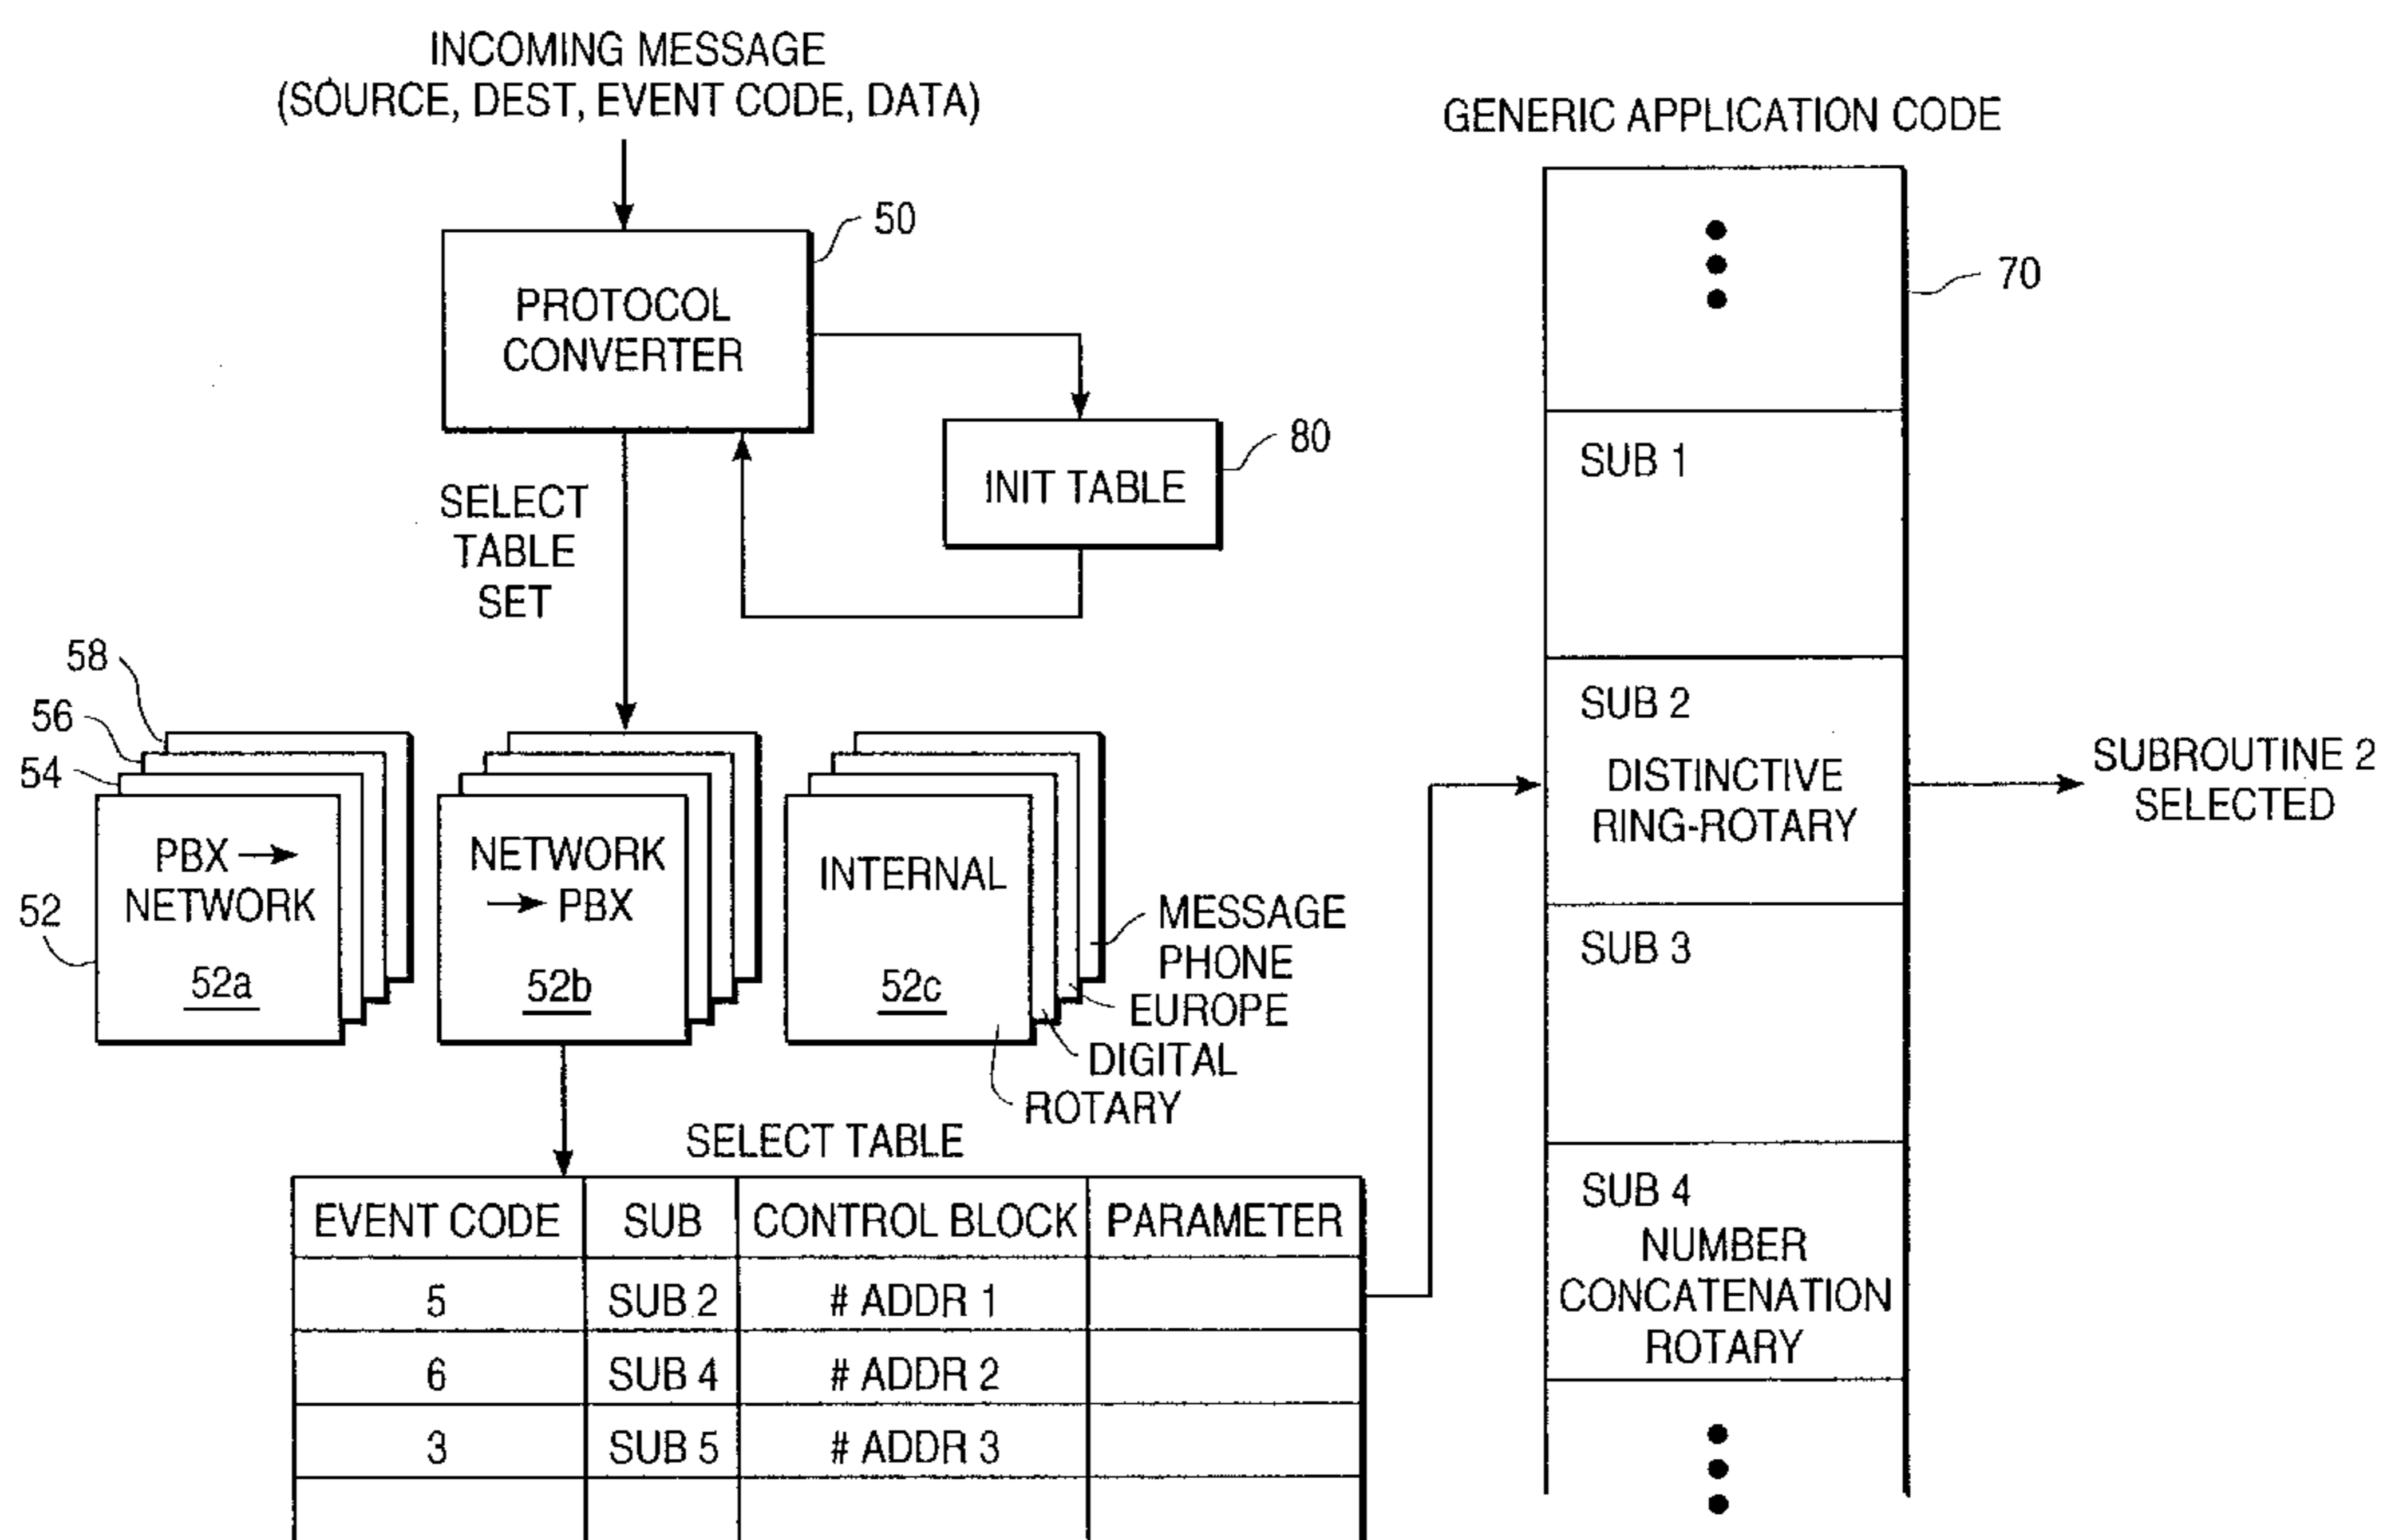 INCOMING MESSAGE
(SOURCE, DEST, EVENT CODE, DATA)
50
PROTOCOL
CONVERTER
80
INIT TABLE
SELECT
TABLE
SET
58
56
54
52
PBX →
NETWORK
52a
NETWORK
→ PBX
52b
INTERNAL
52c
MESSAGE
PHONE
EUROPE
DIGITAL
ROTARY
SELECT TABLE
EVENT CODE SUB CONTROL BLOCK PARAMETER
5 SUB 2 # ADDR 1
6 SUB 4 # ADDR 2
3 SUB 5 # ADDR 3
GENERIC APPLICATION CODE
70
SUB 1
SUB 2
DISTINCTIVE
RING-ROTARY
SUB 3
SUB 4
NUMBER
CONCATENATION
ROTARY
SUBROUTINE 2
SELECTED